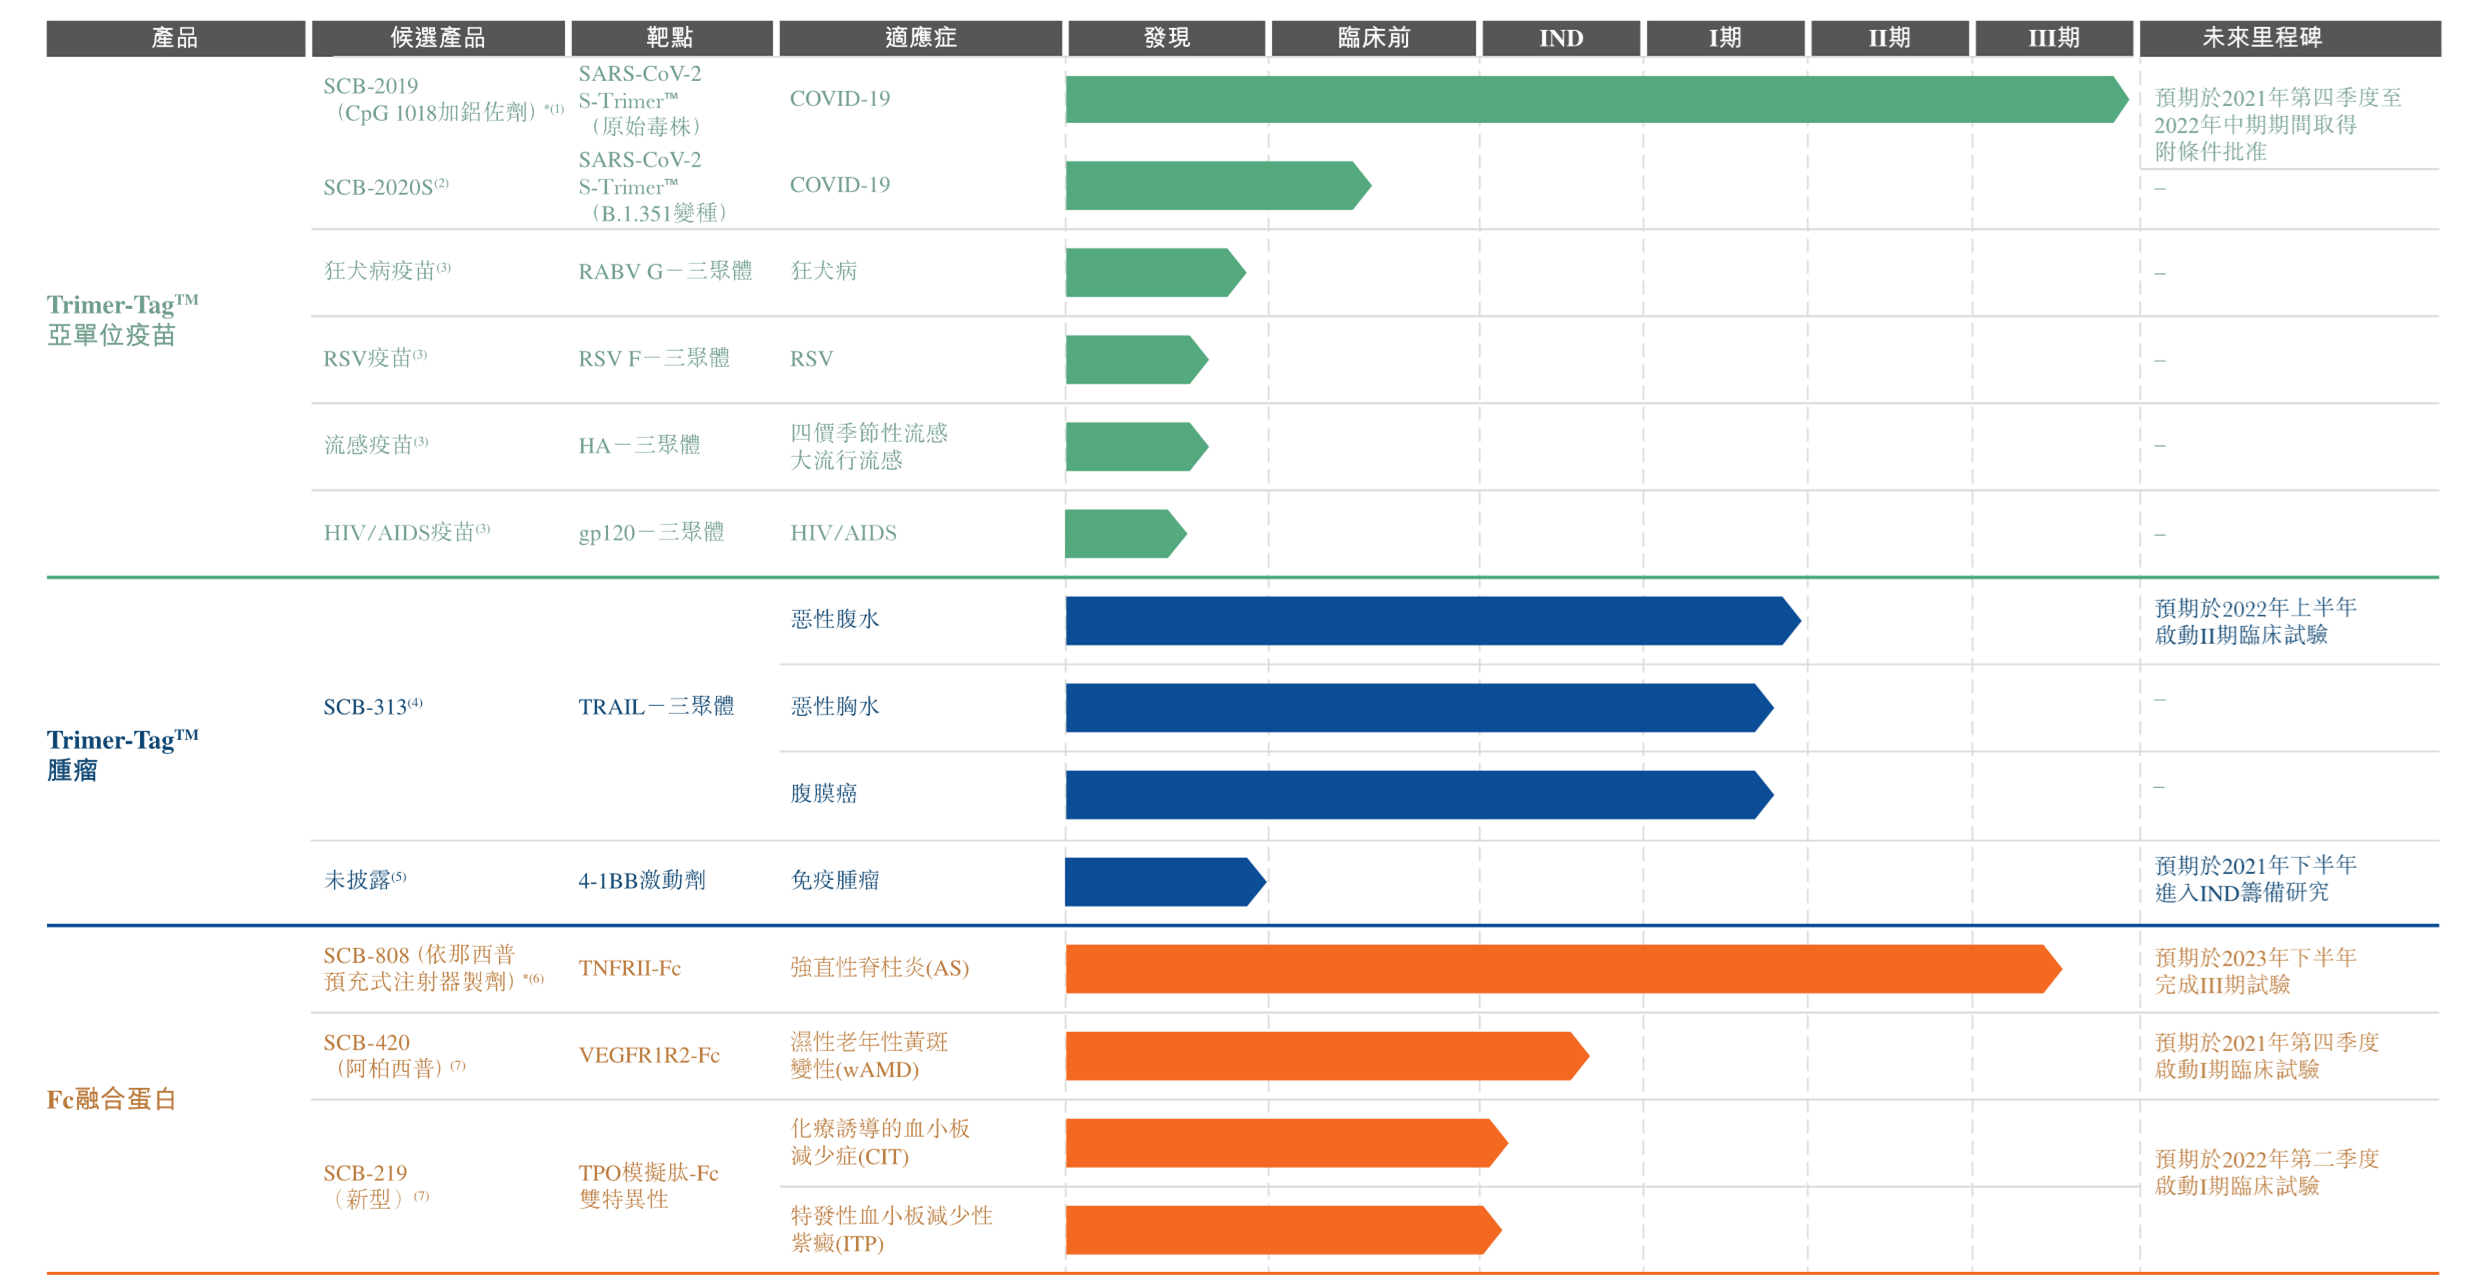 產品 候選產品 靶點 適應症 發現 臨床前 IND I期 II期 III期 未來里程碑
Trimer-Tag™
亞單位疫苗
SCB-2019
（CpG 1018加鋁佐劑）*(1)
SARS-CoV-2
S-Trimer™
（原始毒株）
COVID-19
預期於2021年第四季度至
2022年中期期間取得
附條件批准
SCB-2020S(2)
SARS-CoV-2
S-Trimer™
（B.1.351變種）
COVID-19
–
狂犬病疫苗(3) RABV G－三聚體 狂犬病 –
RSV疫苗(3) RSV F－三聚體 RSV –
流感疫苗(3) HA－三聚體
四價季節性流感
大流行流感
–
HIV/AIDS疫苗(3) gp120－三聚體 HIV/AIDS –
Trimer-Tag™
腫瘤
SCB-313(4) TRAIL－三聚體
惡性腹水
預期於2022年上半年
啟動II期臨床試驗
惡性胸水 –
腹膜癌 –
未披露(5) 4-1BB激動劑 免疫腫瘤
預期於2021年下半年
進入IND籌備研究
Fc融合蛋白
SCB-808（依那西普
預充式注射器製劑）*(6)
TNFRII-Fc 強直性脊柱炎(AS)
預期於2023年下半年
完成III期試驗
SCB-420
（阿柏西普）(7)
VEGFR1R2-Fc
濕性老年性黃斑
變性(wAMD)
預期於2021年第四季度
啟動I期臨床試驗
SCB-219
（新型）(7)
TPO模擬肽-Fc
雙特異性
化療誘導的血小板
減少症(CIT)
特發性血小板減少性
紫癜(ITP)
預期於2022年第二季度
啟動I期臨床試驗